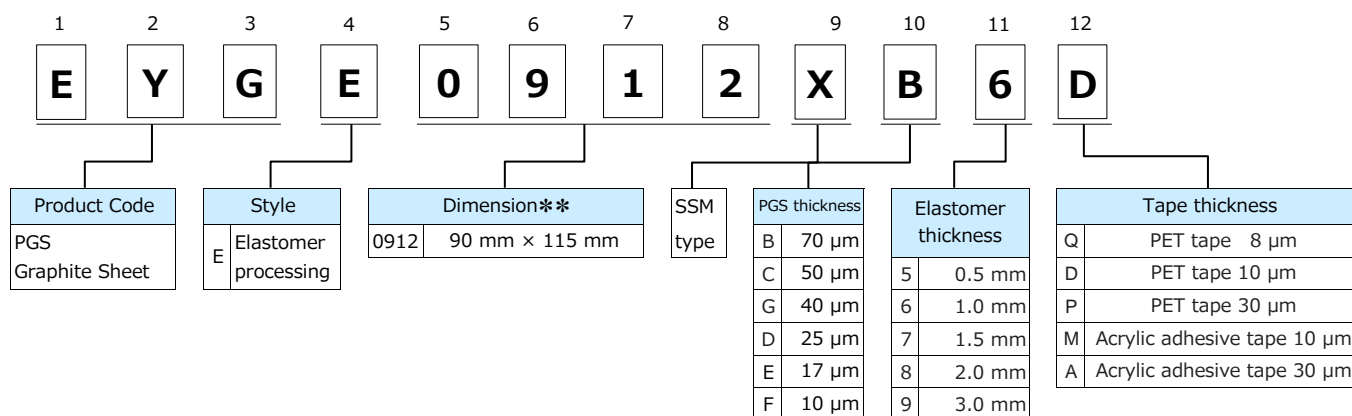 1 2 3 4 5 6 7 8 9 10 11 12
E Y G E 0 9 1 2 X B 6 D
Product Code
PGS
Graphite Sheet
Style
E Elastomer
processing
Dimension**
0912 90 mm × 115 mm
SSM
type
PGS thickness
B 70 µm
C 50 µm
G 40 µm
D 25 µm
E 17 µm
F 10 µm
Elastomer
thickness
5 0.5 mm
6 1.0 mm
7 1.5 mm
8 2.0 mm
9 3.0 mm
Tape thickness
Q PET tape 8 µm
D PET tape 10 µm
P PET tape 30 µm
M Acrylic adhesive tape 10 µm
A Acrylic adhesive tape 30 µm